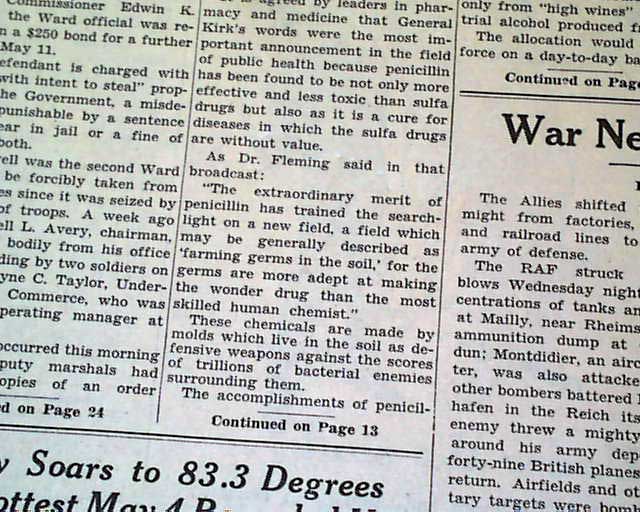 Commissioner Edwin K.
the Ward official was re-
n a $250 bond for a further
May 11.
efendant is charged with
with intent to steal" prop-
he Government, a misde-
punishable by a sentence
ear in jail or a fine of
both.
ell was the second Ward
be forcibly taken from
es since it was seized by
of troops. A week ago
ell L. Avery, chairman,
bodily from his office
ding by two soldiers on
yne C. Taylor, Under-
Commerce, who was
perating manager at
occurred this morning
puty marshals had
opies of an order
d on Page 24
agreed by leaders in phar-
macy and medicine that General
Kirk's words were the most im-
portant announcement in the field
of public health because penicillin
has been found to be not only more
effective and less toxic than sulfa
drugs but also as it is a cure for
diseases in which the sulfa drugs
are without value.
As Dr. Fleming said in that
broadcast:
"The extraordinary merit of
penicillin has trained the search-
light on a new field, a field which
may be generally described as
'farming germs in the soil,' for the
germs are more adept at making
the wonder drug than the most
skilled human chemist."
These chemicals are made by
molds which live in the soil as de-
fensive weapons against the scores
of trillions of bacterial enemies
surrounding them.
The accomplishments of penicil-
Continued on Page 13
only from "high wines"
trial alcohol produced f
The allocation would
force on a day-to-day ba
Continued on Page
War Ne
The Allies shifted
might from factories,
and railroad lines to
army of defense.
The RAF struck
blows Wednesday night
centrations of tanks an
at Mailly, near Rheims
ammunition dump at
dun; Montdidier, an airc
ter, was also attacke
other bombers battered
hafen in the Reich its
enemy threw a mighty
around his army dep
forty-nine British planes
return. Airfields and ot
tary targets were bomb
y Soars to 83.3 Degrees
ottest May 4